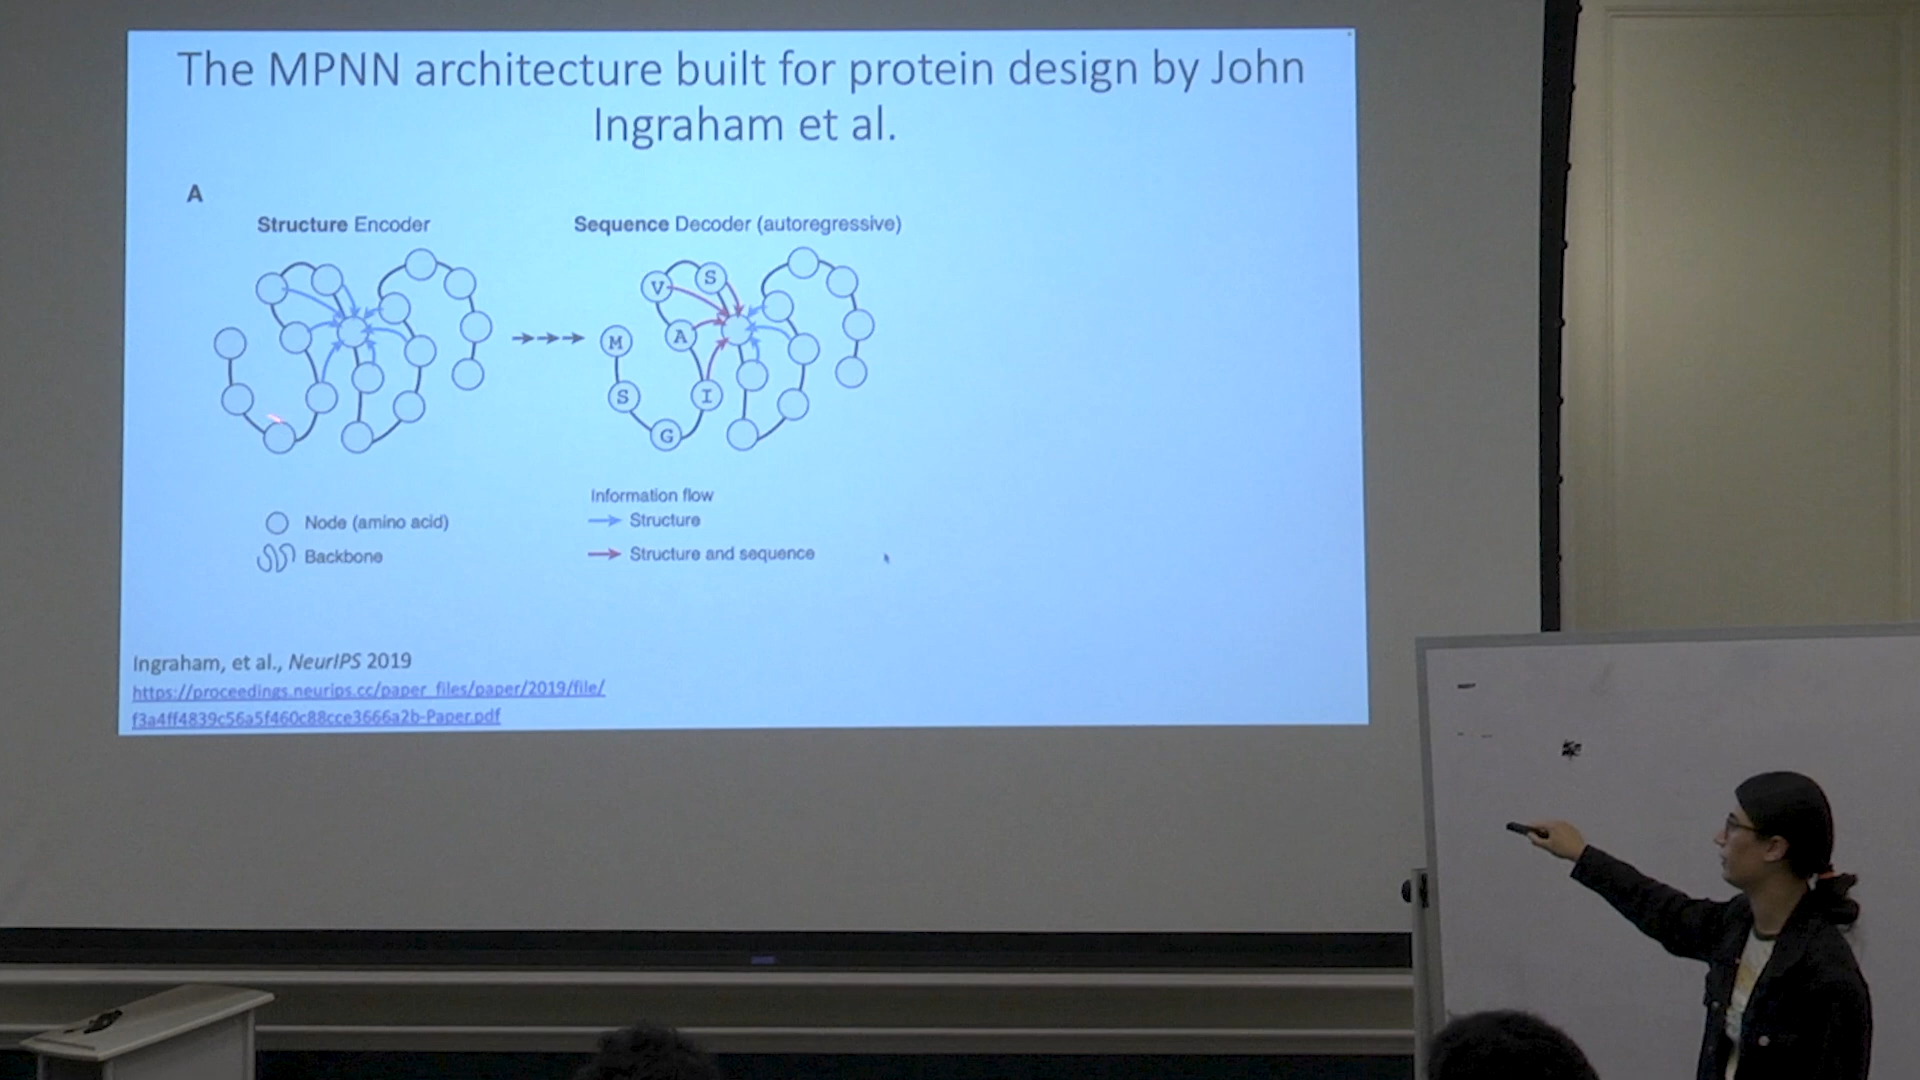 The MPNN architecture built for protein design by John
Ingraham et al.
A
Structure Encoder
Sequence Decoder (autoregressive)
V
S
M
A
S
I
G
Node (amino acid)
Backbone
Information flow
Structure
Structure and sequence
Ingraham, et al., NeurIPS 2019
https://proceedings.neurips.cc/paper_files/paper/2019/file/
f3a4ff4839c56a5f460c88cce3666a2b-Paper.pdf